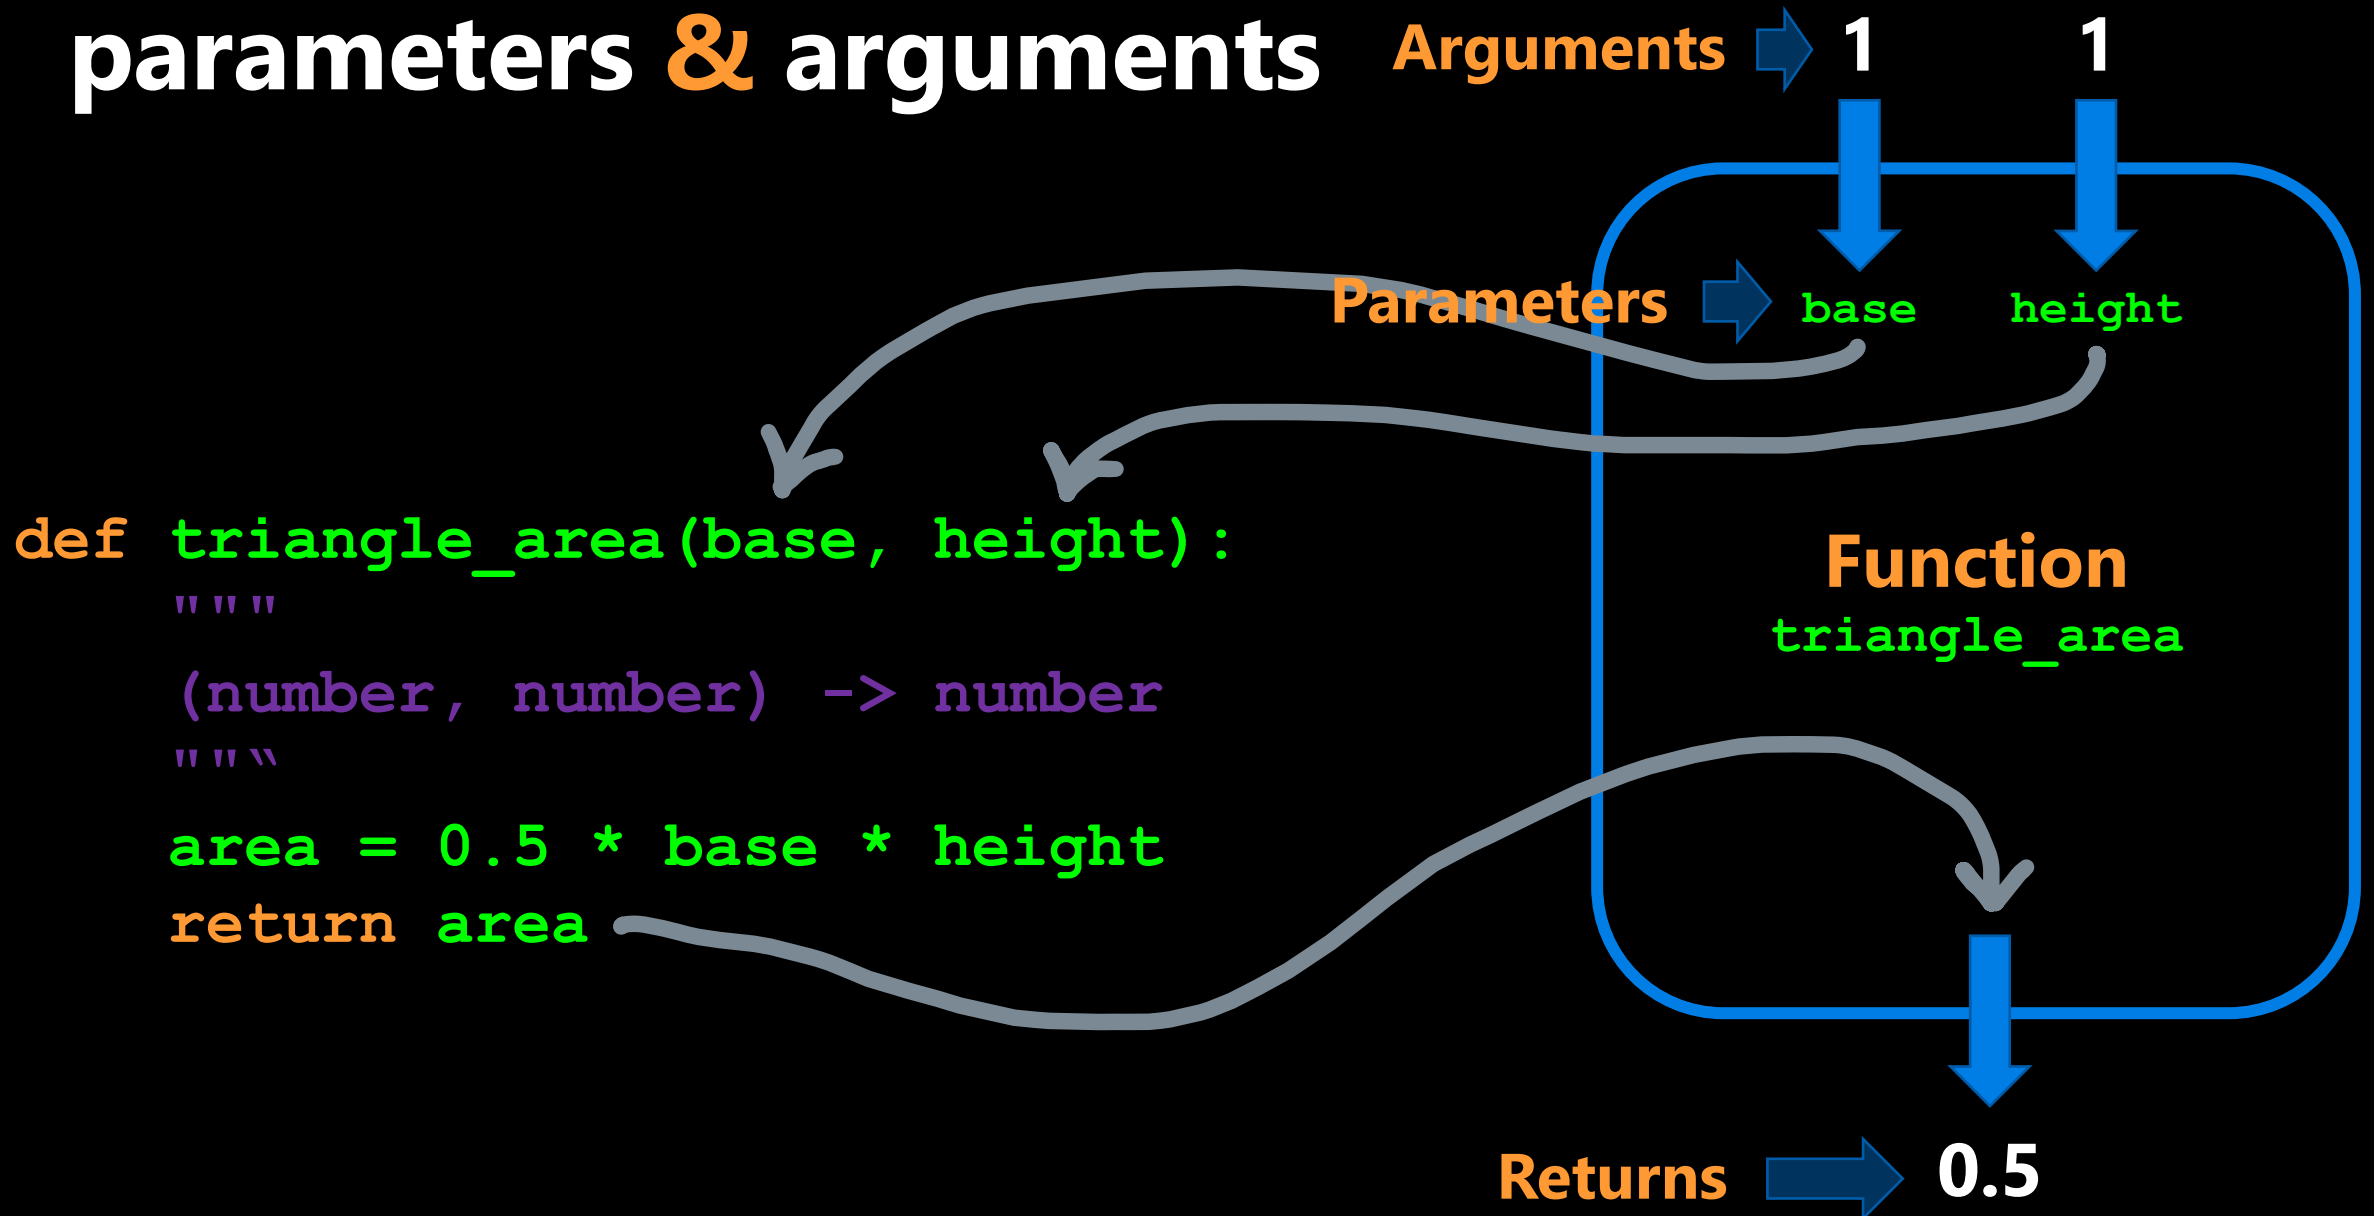 parameters & arguments
Arguments 1 1
Parameters base height
def triangle_area(base, height):
"""
(number, number) -> number
""‟
area = 0.5 * base * height
return area
Function
triangle_area
Returns 0.5